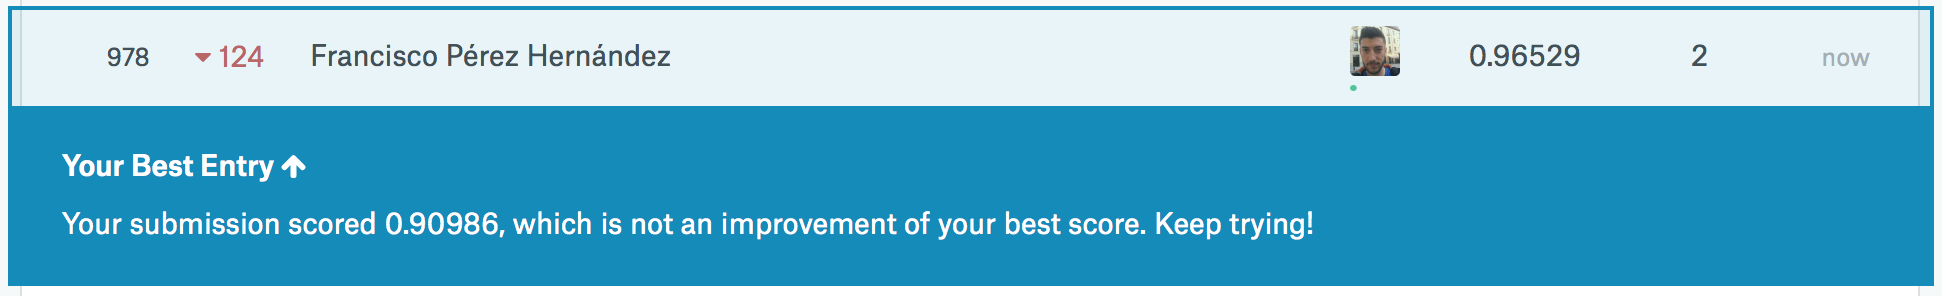 978 124 Francisco Pérez Hernández 0.96529 2 now
Your Best Entry
Your submission scored 0.90986, which is not an improvement of your best score. Keep trying!